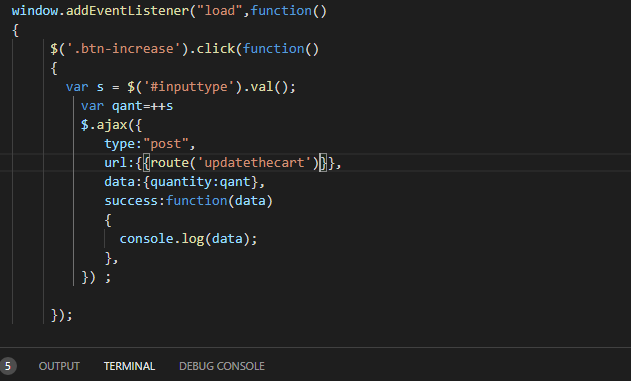 window.addEventListener("load",function()
{
$('.btn-increase').click(function()
{
var s = $('#inputtype').val();
var qant=++s
$.ajax({
type:"post",
url:{{route('updatethecart')}},
data:{quantity:qant},
success:function(data)
{
console.log(data);
},
}) ;
});
5 OUTPUT TERMINAL DEBUG CONSOLE